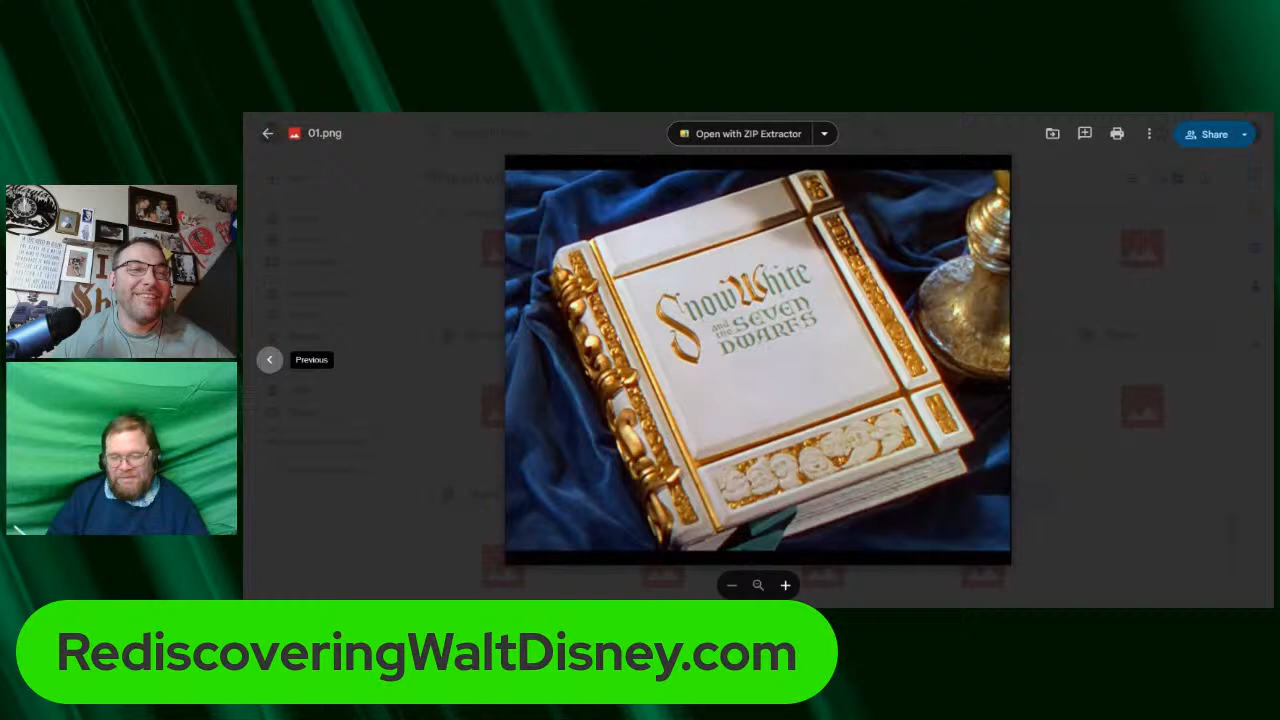 01.png
Open with ZIP Extractor
Share
Previous
Snow White
and the SEVEN
DWARFS
RediscoveringWaltDisney.com